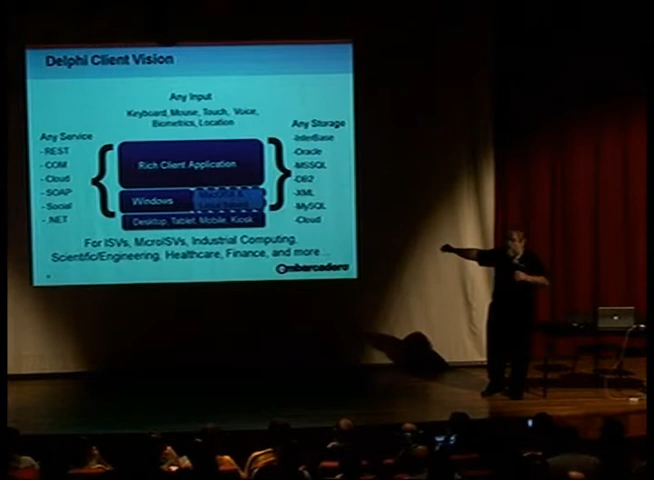 Delphi Client Vision
Any Input
Keyboard, Mouse, Touch, Voice,
Biometrics, Location
Any Service
- REST
- COM
- Cloud
- SOAP
- Social
- .NET
Rich Client Application
Windows
Desktop, Tablet, Mobile, Kiosk
Any Storage
-InterBase
-Oracle
-MSSQL
-DB2
-XML
-MySQL
-Cloud
For ISVs, MicroISVs, Industrial Computing,
Scientific/Engineering, Healthcare, Finance, and more...
embarcadero